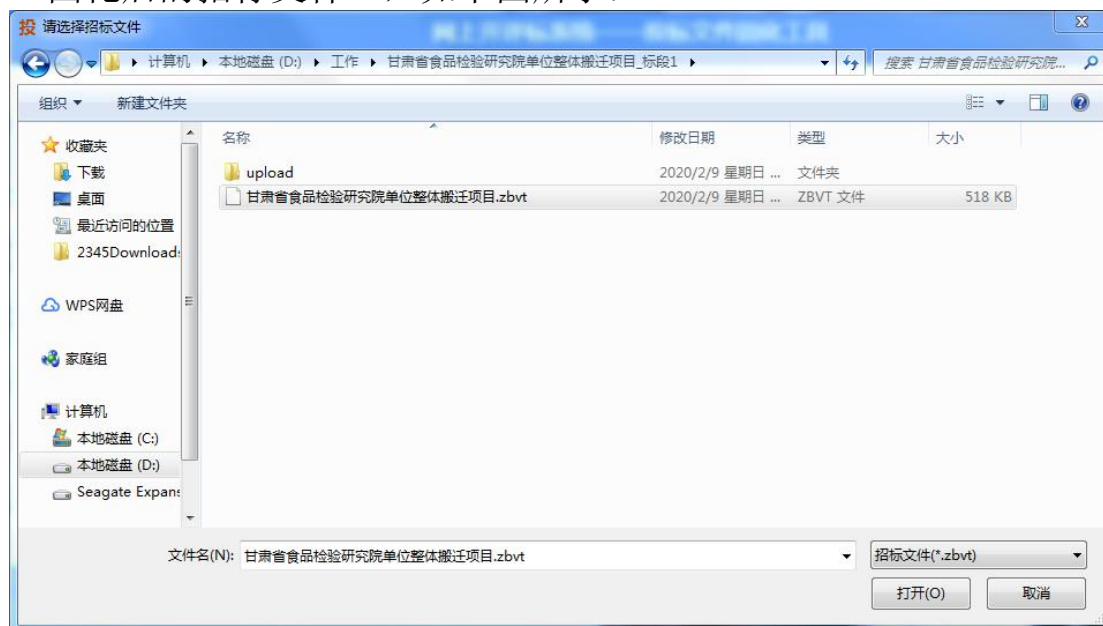 请选择招标文件
计算机 本地磁盘 (D:) 工作 甘肃省食品检验研究院单位整体搬迁项目_标段1
搜索 甘肃省食品检验研究院...
组织 新建文件夹
收藏夹
下载
桌面
最近访问的位置
2345Downloads
WPS网盘
家庭组
计算机
本地磁盘 (C:)
本地磁盘 (D:)
Seagate Expans
名称 修改日期 类型 大小
upload 2020/2/9 星期日 ... 文件夹
甘肃省食品检验研究院单位整体搬迁项目.zbvt 2020/2/9 星期日 ... ZBVT 文件 518 KB
文件名(N): 甘肃省食品检验研究院单位整体搬迁项目.zbvt 招标文件(*.zbvt)
打开(O) 取消